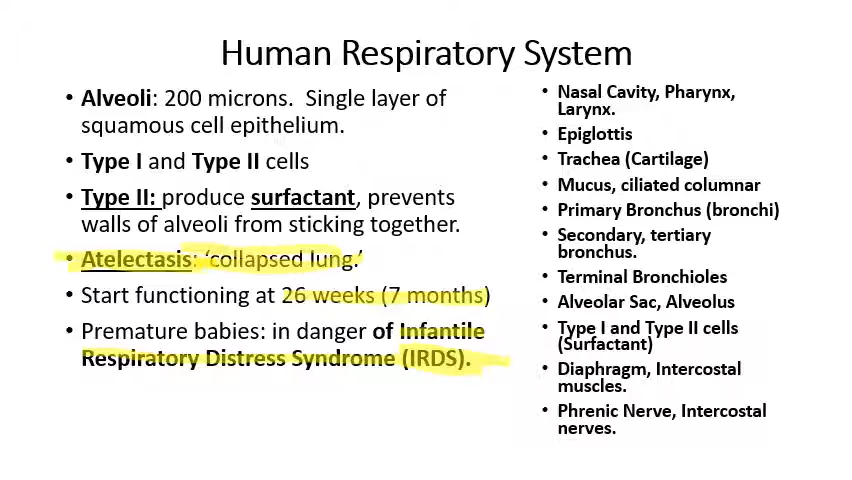 Human Respiratory System
• Alveoli: 200 microns.  Single layer of
squamous cell epithelium.
• Type I and Type II cells
• Type II: produce surfactant, prevents
walls of alveoli from sticking together.
• Atelectasis: ‘collapsed lung.’
• Start functioning at 26 weeks (7 months)
• Premature babies: in danger of Infantile
Respiratory Distress Syndrome (IRDS).
• Nasal Cavity, Pharynx,
Larynx.
• Epiglottis
• Trachea (Cartilage)
• Mucus, ciliated columnar
• Primary Bronchus (bronchi)
• Secondary, tertiary
bronchus.
• Terminal Bronchioles
• Alveolar Sac, Alveolus
• Type I and Type II cells
(Surfactant)
• Diaphragm, Intercostal
muscles.
• Phrenic Nerve, Intercostal
nerves.